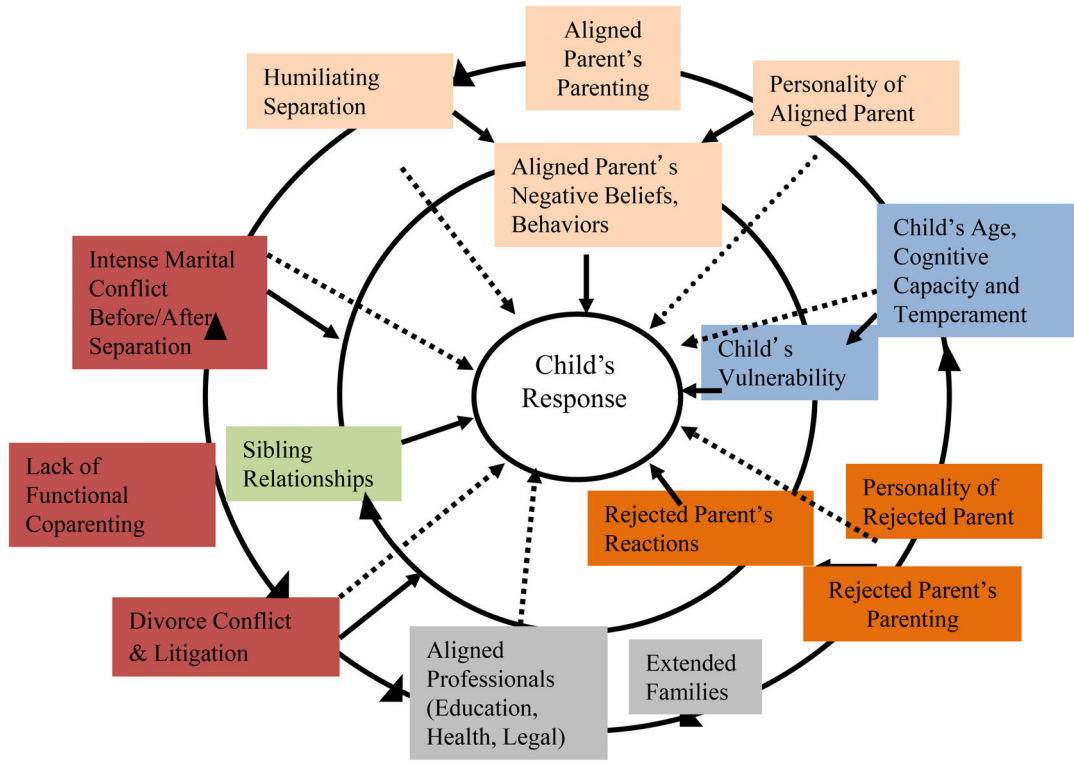 Aligned
Parent's
Parenting
Humiliating
Separation
Personality of
Aligned Parent
Aligned Parent's
Negative Beliefs,
Behaviors
Child's Age,
Cognitive
Capacity and
Temperament
Intense Marital
Conflict
Before/After
Separation
Child's
Response
Child's
Vulnerability
Sibling
Relationships
Lack of
Functional
Coparenting
Personality of
Rejected Parent
Rejected Parent's
Reactions
Rejected Parent's
Parenting
Divorce Conflict
& Litigation
Aligned
Professionals
(Education,
Health, Legal)
Extended
Families